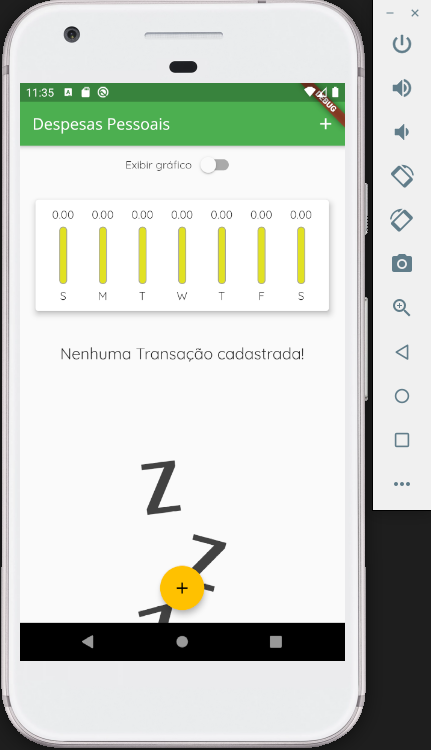 11:35
DEBUG
Despesas Pessoais +
Exibir gráfico
0.00 0.00 0.00 0.00 0.00 0.00 0.00
S M T W T F S
Nenhuma Transação cadastrada!
Z
Z
Z
+